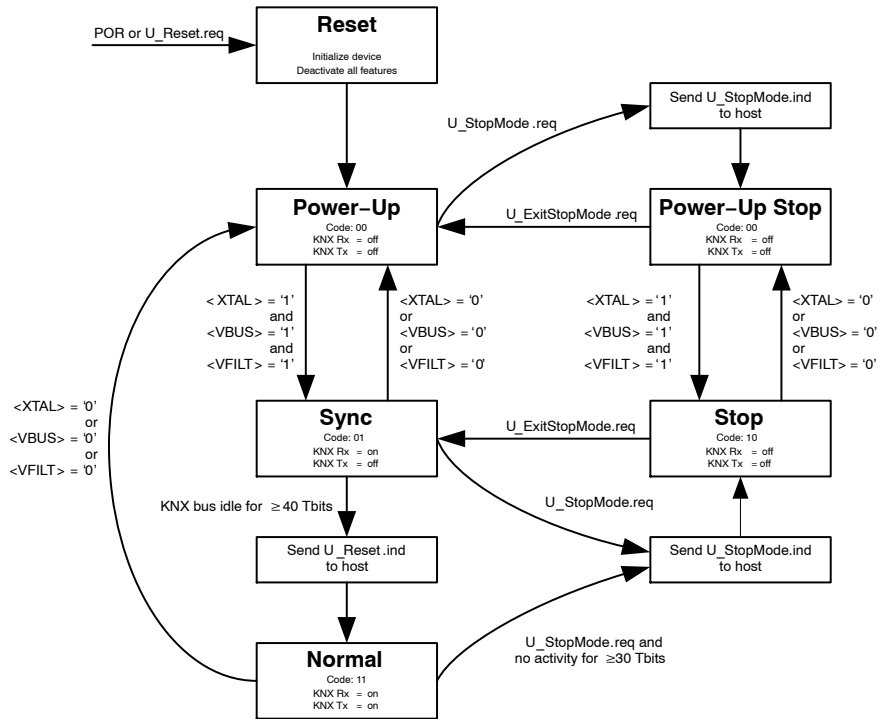 POR or U_Reset.req
Reset
Initialize device
Deactivate all features
U_StopMode .req
Send U_StopMode.ind
to host
Power−Up
Code: 00
KNX Rx = off
KNX Tx = off
U_ExitStopMode.req
Power−Up Stop
Code: 00
KNX Rx = off
KNX Tx = off
<XTAL> = ‘1’
and
<VBUS> = ‘1’
and
<VFILT> = ‘1’
<XTAL> = ‘0’
or
<VBUS> = ‘0’
or
<VFILT> = ‘0’
<XTAL> = ‘1’
and
<VBUS> = ‘1’
and
<VFILT> = ‘1’
<XTAL> = ‘0’
or
<VBUS> = ‘0’
or
<VFILT> = ‘0’
<XTAL> = ‘0’
or
<VBUS> = ‘0’
or
<VFILT> = ‘0’
Sync
Code: 01
KNX Rx = on
KNX Tx = off
U_ExitStopMode.req
Stop
Code: 10
KNX Rx = off
KNX Tx = off
U_StopMode.req
KNX bus idle for ≥40 Tbits
Send U_Reset.ind
to host
Send U_StopMode.ind
to host
Normal
Code: 11
KNX Rx = on
KNX Tx = on
U_StopMode.req and
no activity for ≥30 Tbits